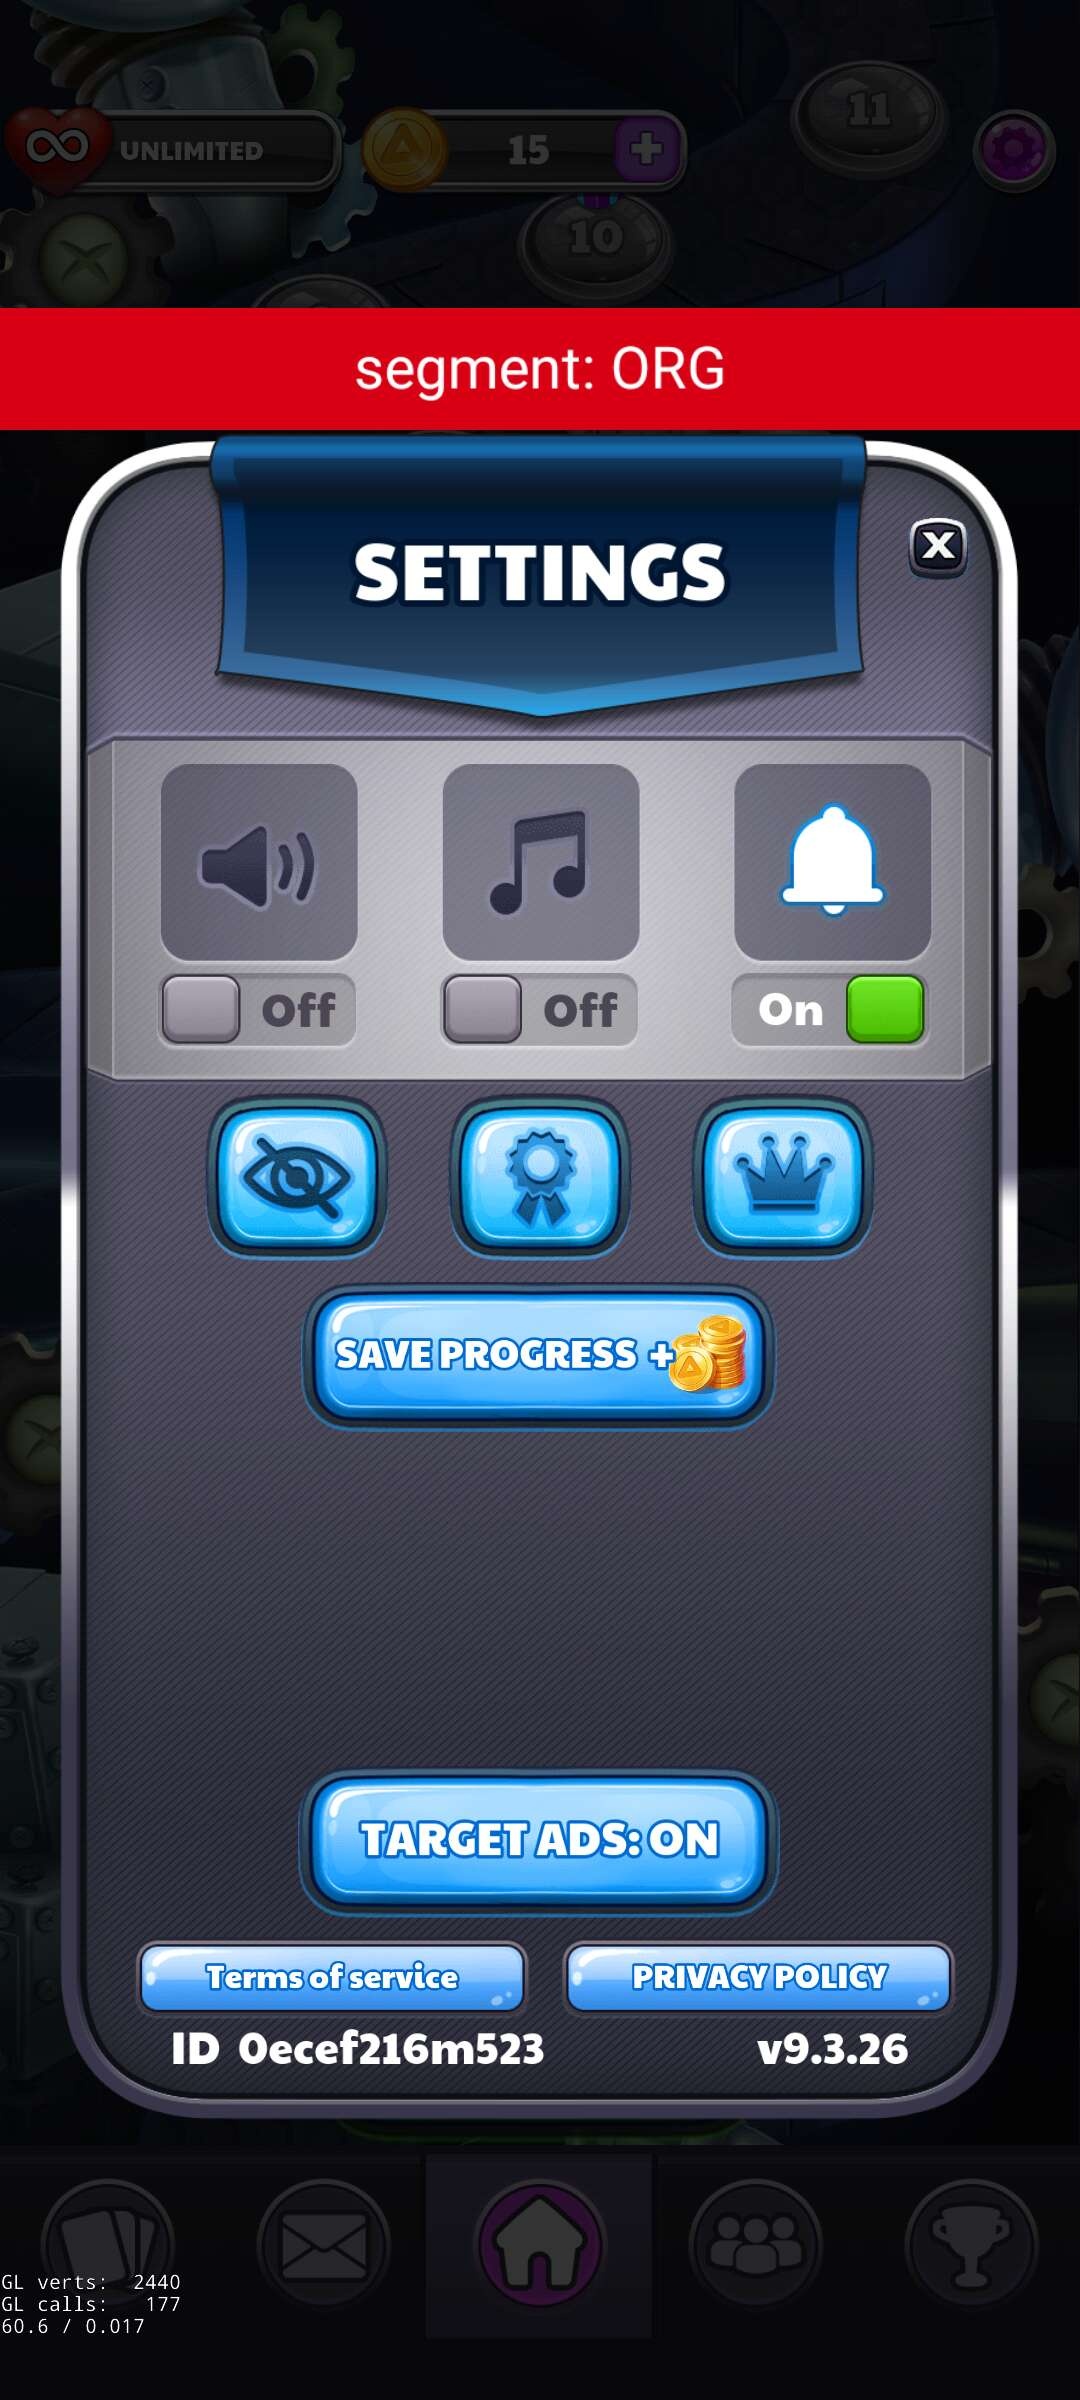 UNLIMITED
15
11
10
segment: ORG
SETTINGS
X
Off
Off
On
SAVE PROGRESS +
TARGET ADS: ON
Terms of service
PRIVACY POLICY
ID 0ecef216m523
v9.3.26
GL verts: 2440
GL calls: 177
60.6 / 0.017